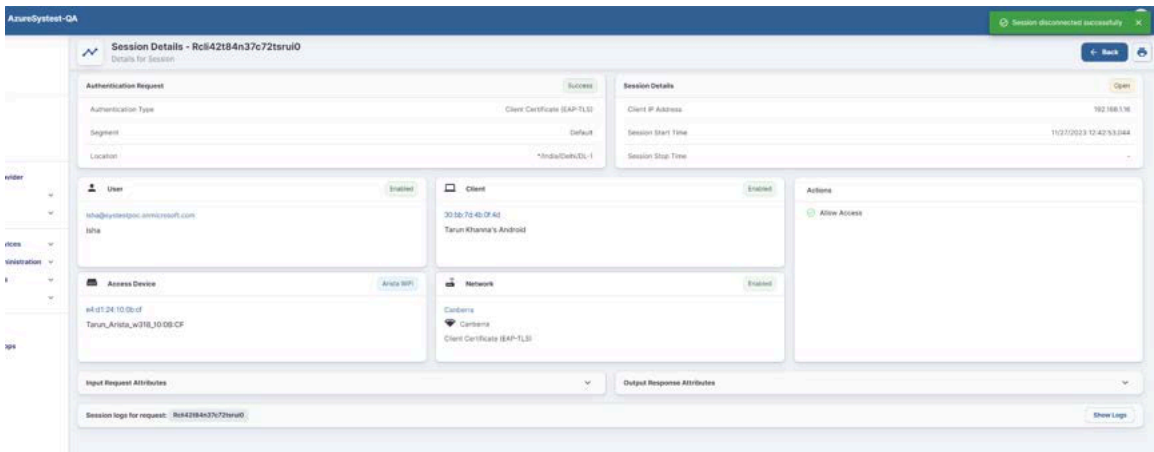 AzureSystest-QA
Session disconnected successfully
Session Details - Rcli42t84n37c72tsrui0
Details for Session
Back
Authentication Request
Success
Authentication Type
Client Certificate (EAP-TLS)
Segment
Default
Location
*/India/Delhi/DL-1
Session Details
Open
Client IP Address
192.168.1.16
Session Start Time
11/27/2023 12:42:53.044
Session Stop Time
-
User
Enabled
isha@systestpoc.onmicrosoft.com
Isha
Client
Enabled
30:bb:7d:4b:0f:4d
Tarun Khanna's Android
Actions
Allow Access
Access Device
Arista WiFi
e4:d1:24:10:0b:cf
Tarun_Arista_w318_10:0B:CF
Network
Enabled
Canberra
Canberra
Client Certificate (EAP-TLS)
Input Request Attributes
Output Response Attributes
Session logs for request: Rcli42t84n37c72tsrui0
Show Logs
ovider
vices
ministration
ops